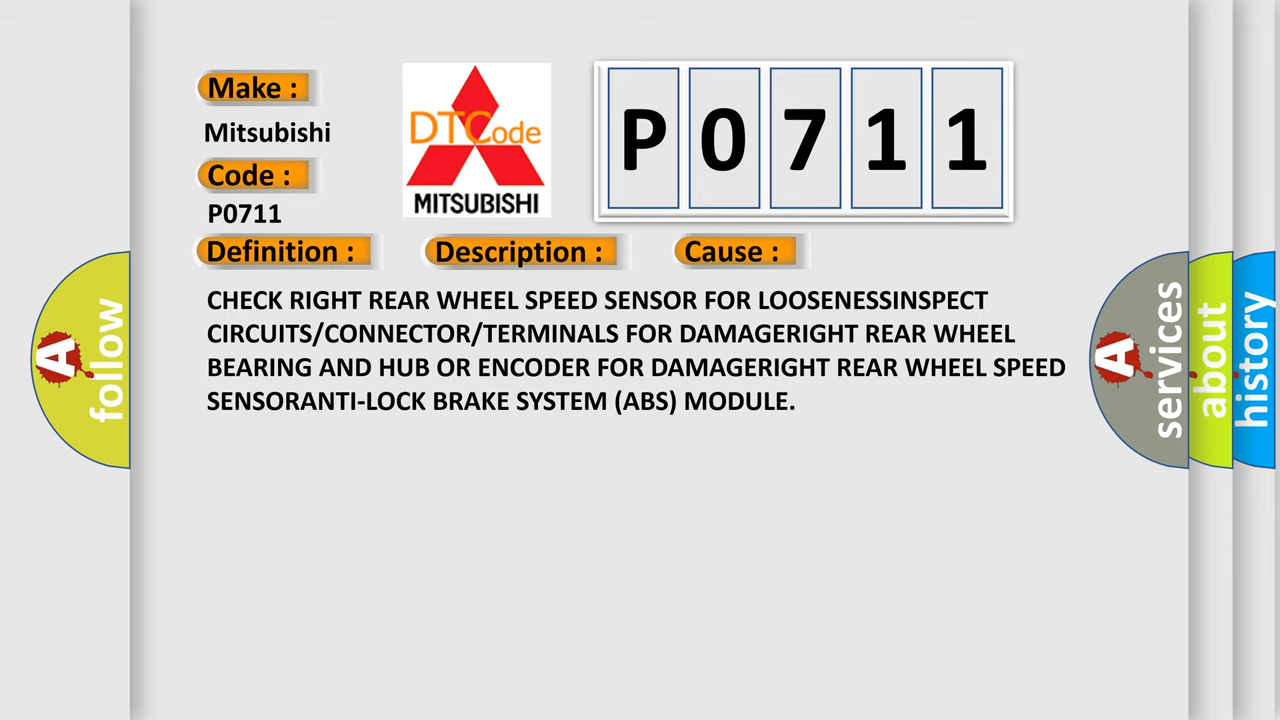 Make :
Mitsubishi
Code :
P0711
DTCode
MITSUBISHI
P0711
Definition :
Description :
Cause :
CHECK RIGHT REAR WHEEL SPEED SENSOR FOR LOOSENESSINSPECT
CIRCUITS/CONNECTOR/TERMINALS FOR DAMAGERIGHT REAR WHEEL
BEARING AND HUB OR ENCODER FOR DAMAGERIGHT REAR WHEEL SPEED
SENSORANTI-LOCK BRAKE SYSTEM (ABS) MODULE.
A
follow
A
services
about
history